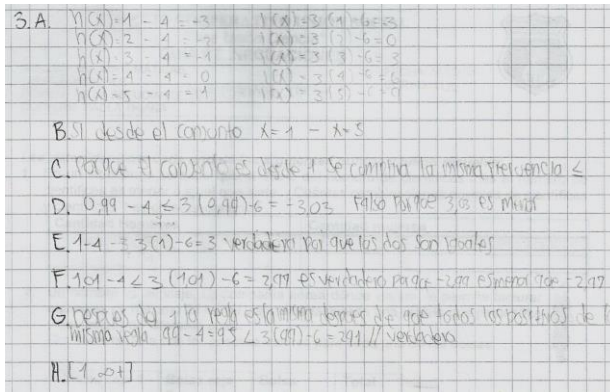 3.A. h(x)=1 - 4 = -3 h(x)=3(1)-6=-3
h(x)=2 - 4 = -2 h(x)=3(2)-6=0
h(x)=3 - 4 = -1 h(x)=3(3)-6=3
h(x)=4 - 4 = 0 h(x)=3(4)-6=6
h(x)=5 - 4 = 1 h(x)=3(5)-6=9
B. Si desde el conjunto x=1 - x=5
C. Porque el conjunto es desde 1 se la misma frecuencia ≤
D. 0,99 - 4 ≤ 3(0,99)-6 = -3,03 Falso porque 3,03 es menor
E. 1-4 = 3(1)-6=3 verdadero por que los dos son iguales
F. 1,01 - 4 < 3(1,01)-6 = 2,97 es verdadero -2,99 es menor que -2,97
G. despues del 1 la regla es la misma que todos los positivos de
misma regla 99 - 4=95 < 3(99)-6=291 // verdadero
H. [1, ∞+]